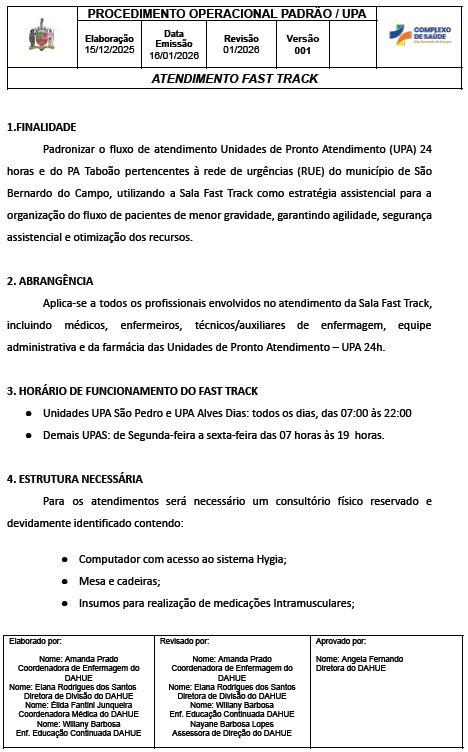 PROCEDIMENTO OPERACIONAL PADRÃO / UPA
Elaboração
15/12/2025
Data
Emissão
16/01/2026
Revisão
01/2026
Versão
001
COMPLEXO
DE SAÚDE
São Bernardo do Campo
ATENDIMENTO FAST TRACK
1.FINALIDADE
Padronizar o fluxo de atendimento Unidades de Pronto Atendimento (UPA) 24
horas e do PA Taboão pertencentes à rede de urgências (RUE) do município de São
Bernardo do Campo, utilizando a Sala Fast Track como estratégia assistencial para a
organização do fluxo de pacientes de menor gravidade, garantindo agilidade, segurança
assistencial e otimização dos recursos.
2. ABRANGÊNCIA
Aplica-se a todos os profissionais envolvidos no atendimento da Sala Fast Track,
incluindo médicos, enfermeiros, técnicos/auxiliares de enfermagem, equipe
administrativa e da farmácia das Unidades de Pronto Atendimento – UPA 24h.
3. HORÁRIO DE FUNCIONAMENTO DO FAST TRACK
● Unidades UPA São Pedro e UPA Alves Dias: todos os dias, das 07:00 às 22:00
● Demais UPAS: de Segunda-feira a sexta-feira das 07 horas às 19 horas.
4. ESTRUTURA NECESSÁRIA
Para os atendimentos será necessário um consultório físico reservado e
devidamente identificado contendo:
● Computador com acesso ao sistema Hygia;
● Mesa e cadeiras;
● Insumos para realização de medicações Intramusculares;
Elaborado por:
Nome: Amanda Prado
Coordenadora de Enfermagem do
DAHUE
Nome: Elana Rodrigues dos Santos
Diretora de Divisão do DAHUE
Nome: Élida Fantini Junqueira
Coordenadora Médica do DAHUE
Nome: Willany Barbosa
Enf. Educação Continuada DAHUE
Revisado por:
Nome: Amanda Prado
Coordenadora de Enfermagem do
DAHUE
Nome: Elana Rodrigues dos Santos
Diretora de Divisão do DAHUE
Nome: Willany Barbosa
Enf. Educação Continuada DAHUE
Nayane Barbosa Lopes
Assessora de Direção do DAHUE
Aprovado por:
Nome: Angela Fernando
Diretora do DAHUE